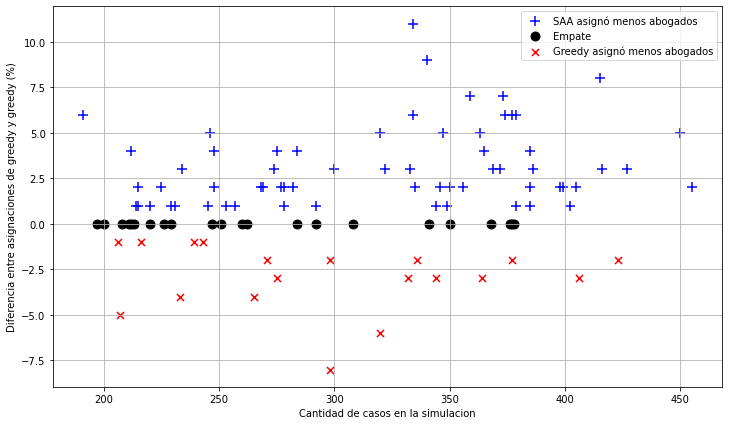 SAA asignó menos abogados
Empate
Greedy asignó menos abogados
Diferencia entre asignaciones de greedy y greedy (%)
10.0
7.5
5.0
2.5
0.0
−2.5
−5.0
−7.5
200 250 300 350 400 450
Cantidad de casos en la simulacion